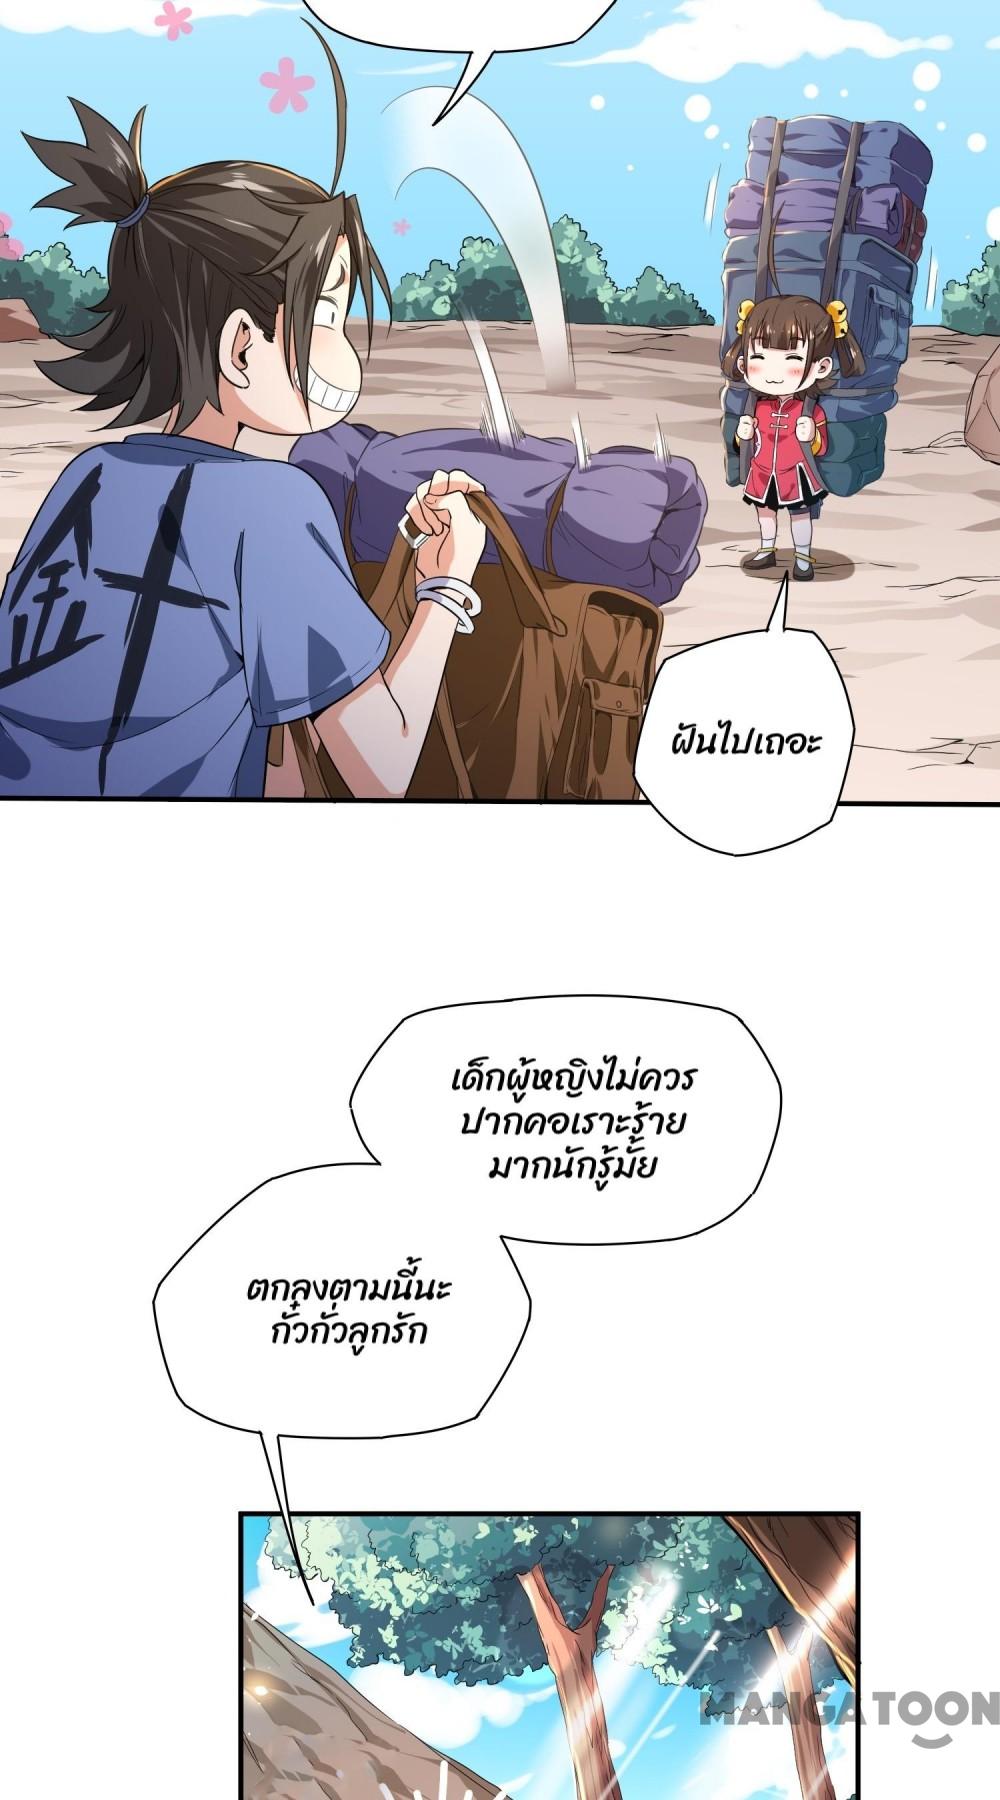 金十
ฝันไปเถอะ
เด็กผู้หญิงไม่ควร
ปากคอเราะร้าย
มากนักรู้มั้ย
ตกลงตามนี้นะ
กั๋วกั่วลูกรัก
MANGATOON